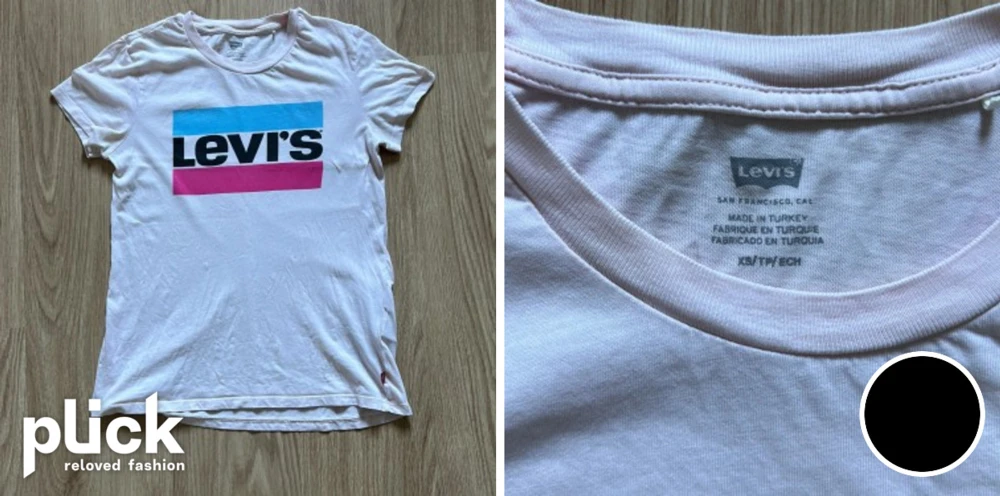 LEVI'S
Levi's
SAN FRANCISCO, CAL
MADE IN TURKEY
FABRIQUE EN TURQUIE
FABRICADO EN TURQUIA
XS/TP/ECH
plick
reloved fashion